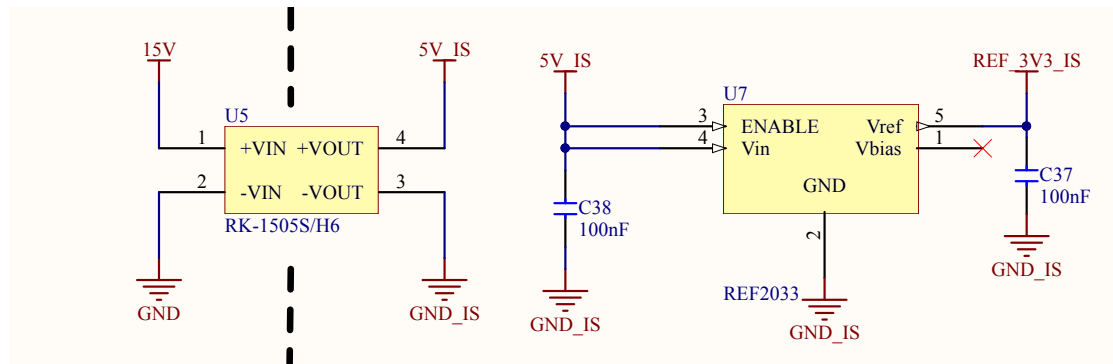 15V
5V_IS
U5
1
+VIN
+VOUT
4
2
-VIN
-VOUT
3
RK-1505S/H6
GND
GND_IS
5V_IS
REF_3V3_IS
U7
3
ENABLE
Vref
5
4
Vin
Vbias
1
GND
C38
100nF
C37
100nF
2
REF2033
GND_IS
GND_IS
GND_IS